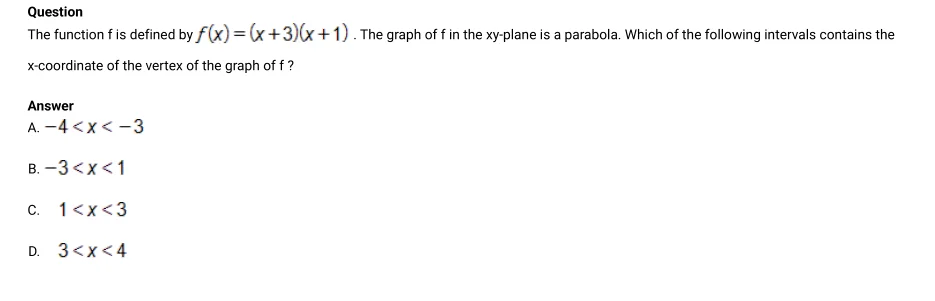 Question
The function f is defined by f(x)=(x+3)(x+1). The graph of f in the xy-plane is a parabola. Which of the following intervals contains the
x-coordinate of the vertex of the graph of f ?
Answer
A. −4<x<−3
B. −3<x<1
C. 1<x<3
D. 3<x<4